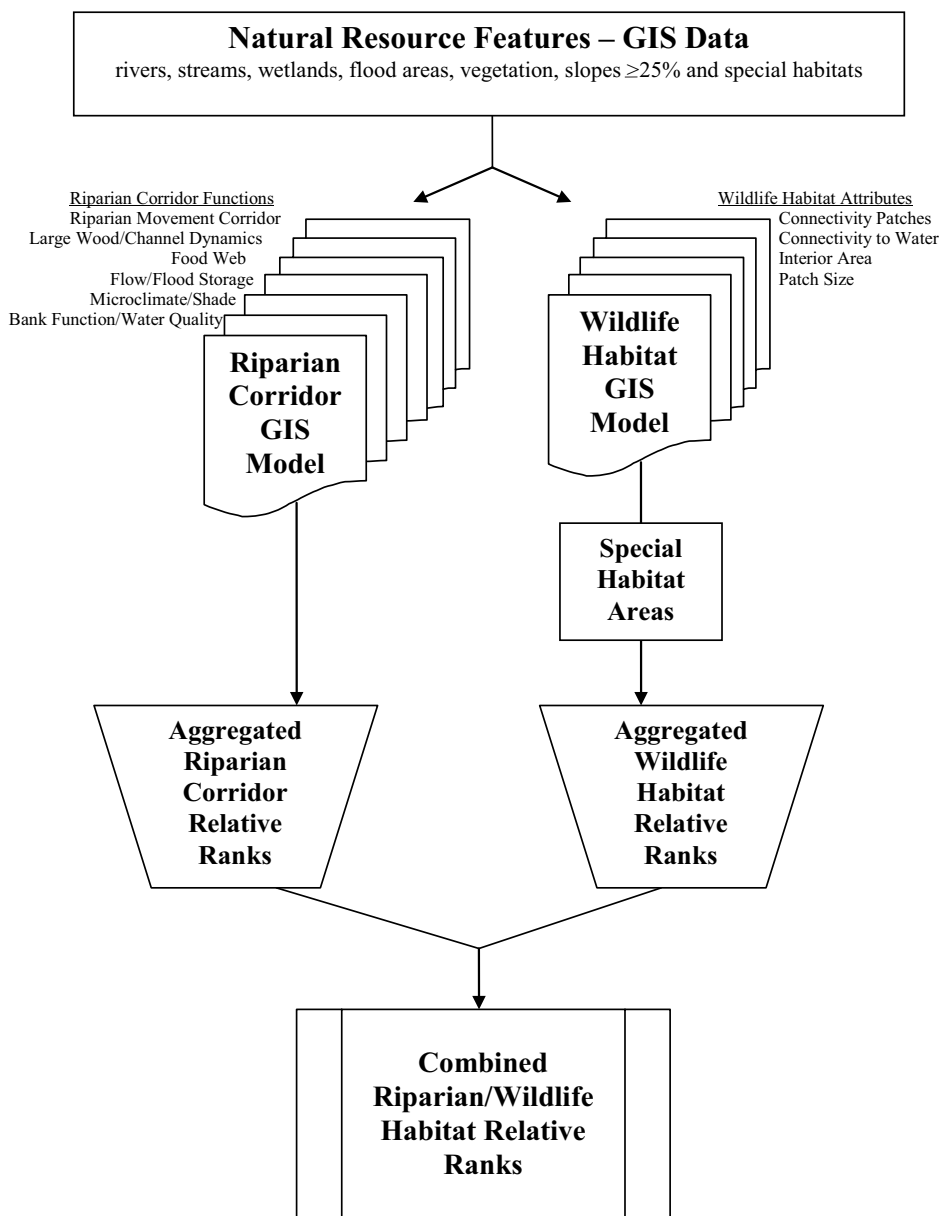 Natural Resource Features – GIS Data
rivers, streams, wetlands, flood areas, vegetation, slopes ≥25% and special habitats
Riparian Corridor Functions
Riparian Movement Corridor
Large Wood/Channel Dynamics
Food Web
Flow/Flood Storage
Microclimate/Shade
Bank Function/Water Quality
Wildlife Habitat Attributes
Connectivity Patches
Connectivity to Water
Interior Area
Patch Size
Riparian
Corridor
GIS
Model
Wildlife
Habitat
GIS
Model
Special
Habitat
Areas
Aggregated
Riparian
Corridor
Relative
Ranks
Aggregated
Wildlife
Habitat
Relative
Ranks
Combined
Riparian/Wildlife
Habitat Relative
Ranks